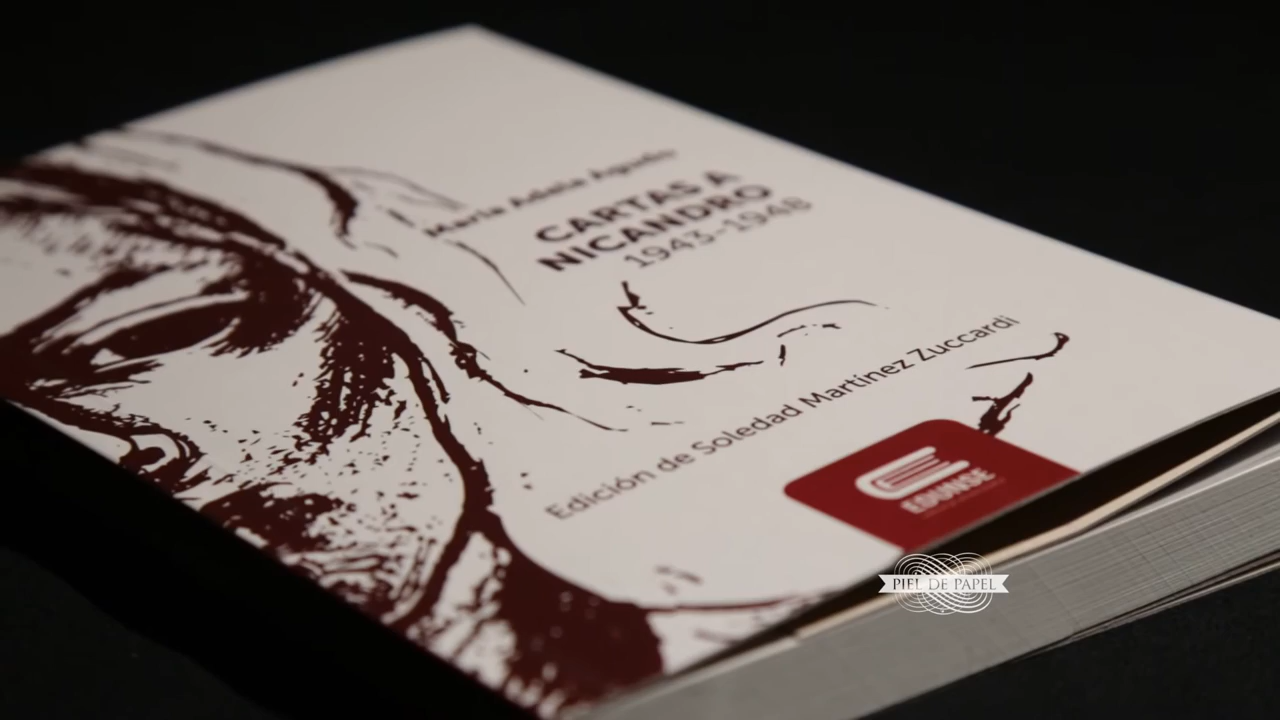 María Adela Agudo
CARTAS A
NICANDRO
1943-1948
Edición de Soledad Martínez Zuccardi
EDUNSE
PIEL DE PAPEL